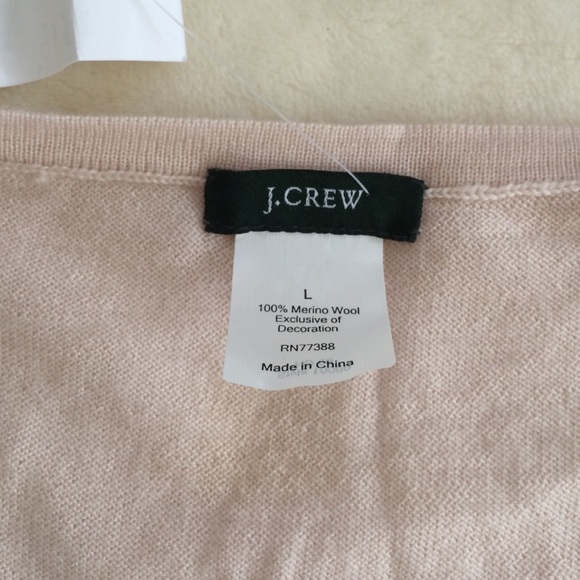 J.CREW
L
100% Merino Wool
Exclusive of
Decoration
RN77388
Made in China